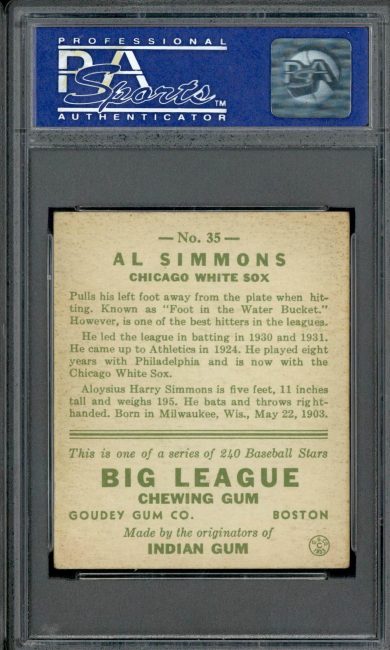 PROFESSIONAL
PSA
Sports™
AUTHENTICATOR
PSA
— No. 35 —
AL SIMMONS
CHICAGO WHITE SOX
Pulls his left foot away from the plate when hit-
ting. Known as "Foot in the Water Bucket."
However, is one of the best hitters in the leagues.
He led the league in batting in 1930 and 1931.
He came up to Athletics in 1924. He played eight
years with Philadelphia and is now with the
Chicago White Sox.
Aloysius Harry Simmons is five feet, 11 inches
tall and weighs 195. He bats and throws right-
handed. Born in Milwaukee, Wis., May 22, 1903.
This is one of a series of 240 Baseball Stars
BIG LEAGUE
CHEWING GUM
GOUDEY GUM CO. BOSTON
Made by the originators of
INDIAN GUM